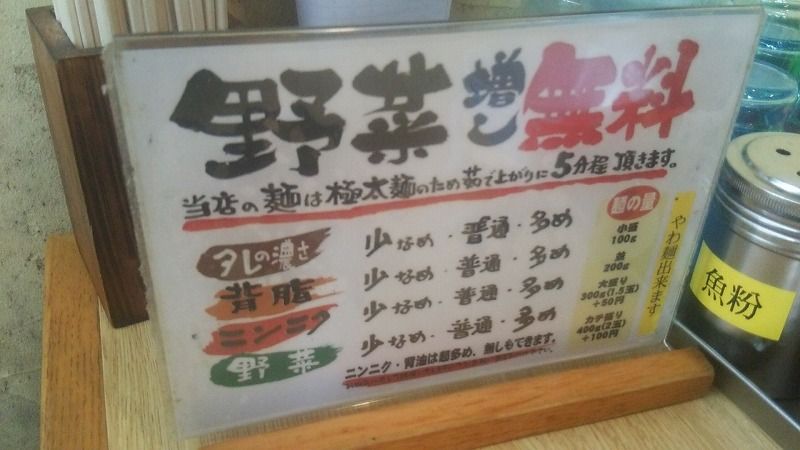 野菜増し無料
当店の麺は極太麺のため茹で上がりに5分程頂きます。
タレの濃さ 少なめ・普通・多め
背脂 少なめ・普通・多め
ニンニク 少なめ・普通・多め
野菜 少なめ・普通・多め
ニンニク・背油は超多め、無しもできます。
麺の量
小盛
100g
並
200g
大盛り
300g(1.5玉)
+50円
カチ盛り
400g(2玉)
+100円
・やわ麺出来ます
魚粉